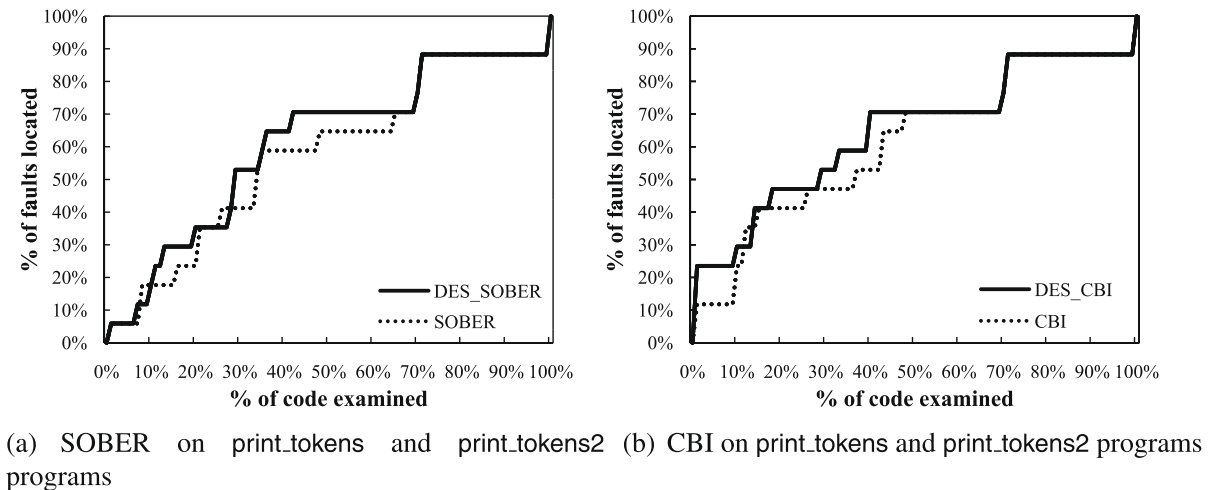 100%
90%
80%
70%
60%
50%
40%
30%
20%
10%
0%
% of faults located
DES_SOBER
SOBER
0% 10% 20% 30% 40% 50% 60% 70% 80% 90% 100%
% of code examined
100%
90%
80%
70%
60%
50%
40%
30%
20%
10%
0%
% of faults located
DES_CBI
CBI
0% 10% 20% 30% 40% 50% 60% 70% 80% 90% 100%
% of code examined
(a) SOBER on print_tokens and print_tokens2
programs
(b) CBI on print_tokens and print_tokens2 programs